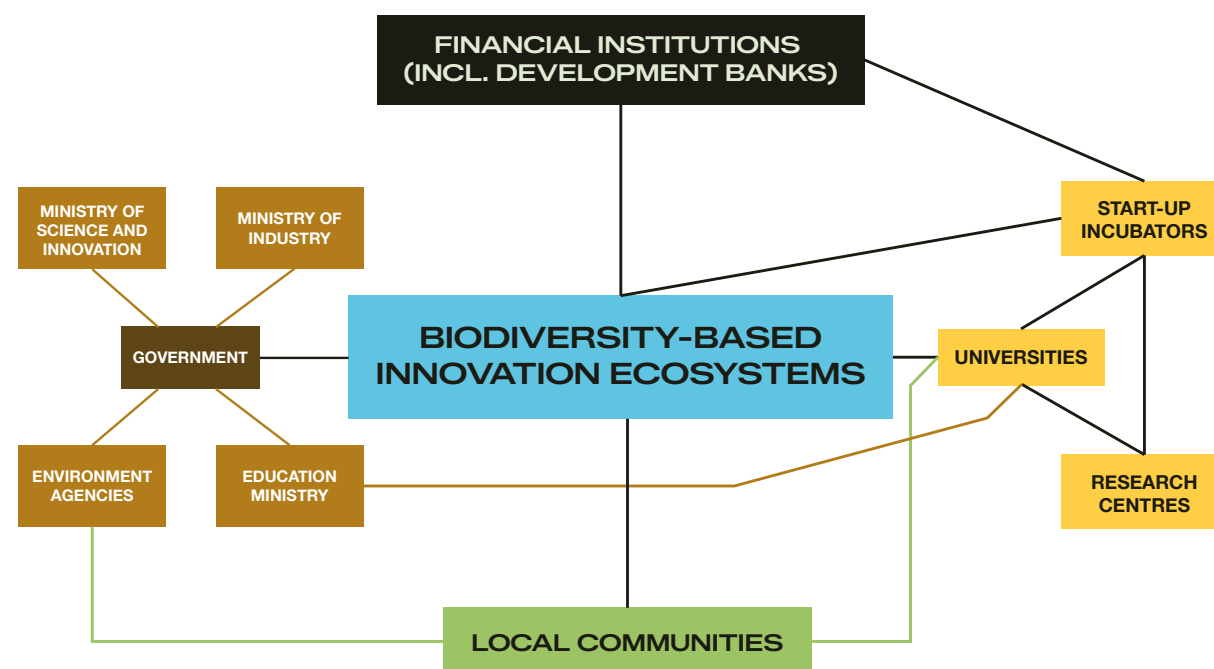 FINANCIAL INSTITUTIONS
(INCL. DEVELOPMENT BANKS)
MINISTRY OF
SCIENCE AND
INNOVATION
MINISTRY OF
INDUSTRY
START-UP
INCUBATORS
GOVERNMENT
BIODIVERSITY-BASED
INNOVATION ECOSYSTEMS
UNIVERSITIES
ENVIRONMENT
AGENCIES
EDUCATION
MINISTRY
RESEARCH
CENTRES
LOCAL COMMUNITIES